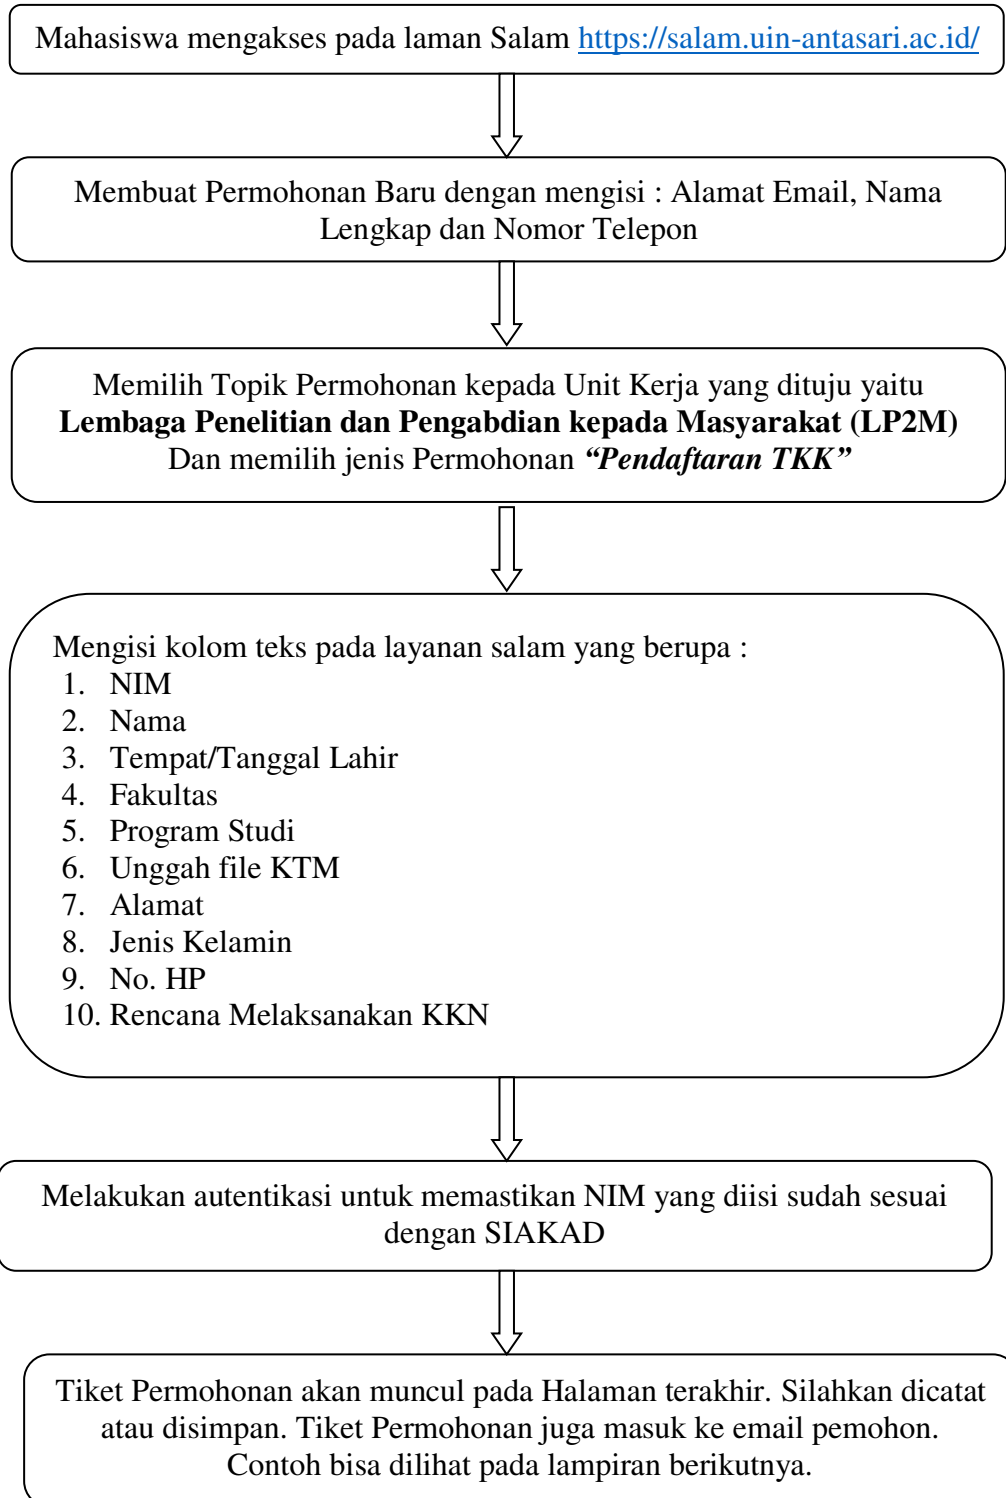 Mahasiswa mengakses pada laman Salam https://salam.uin-antasari.ac.id/
Membuat Permohonan Baru dengan mengisi : Alamat Email, Nama
Lengkap dan Nomor Telepon
Memilih Topik Permohonan kepada Unit Kerja yang dituju yaitu
Lembaga Penelitian dan Pengabdian kepada Masyarakat (LP2M)
Dan memilih jenis Permohonan “Pendaftaran TKK”
Mengisi kolom teks pada layanan salam yang berupa :
1. NIM
2. Nama
3. Tempat/Tanggal Lahir
4. Fakultas
5. Program Studi
6. Unggah file KTM
7. Alamat
8. Jenis Kelamin
9. No. HP
10. Rencana Melaksanakan KKN
Melakukan autentikasi untuk memastikan NIM yang diisi sudah sesuai
dengan SIAKAD
Tiket Permohonan akan muncul pada Halaman terakhir. Silahkan dicatat
atau disimpan. Tiket Permohonan juga masuk ke email pemohon.
Contoh bisa dilihat pada lampiran berikutnya.